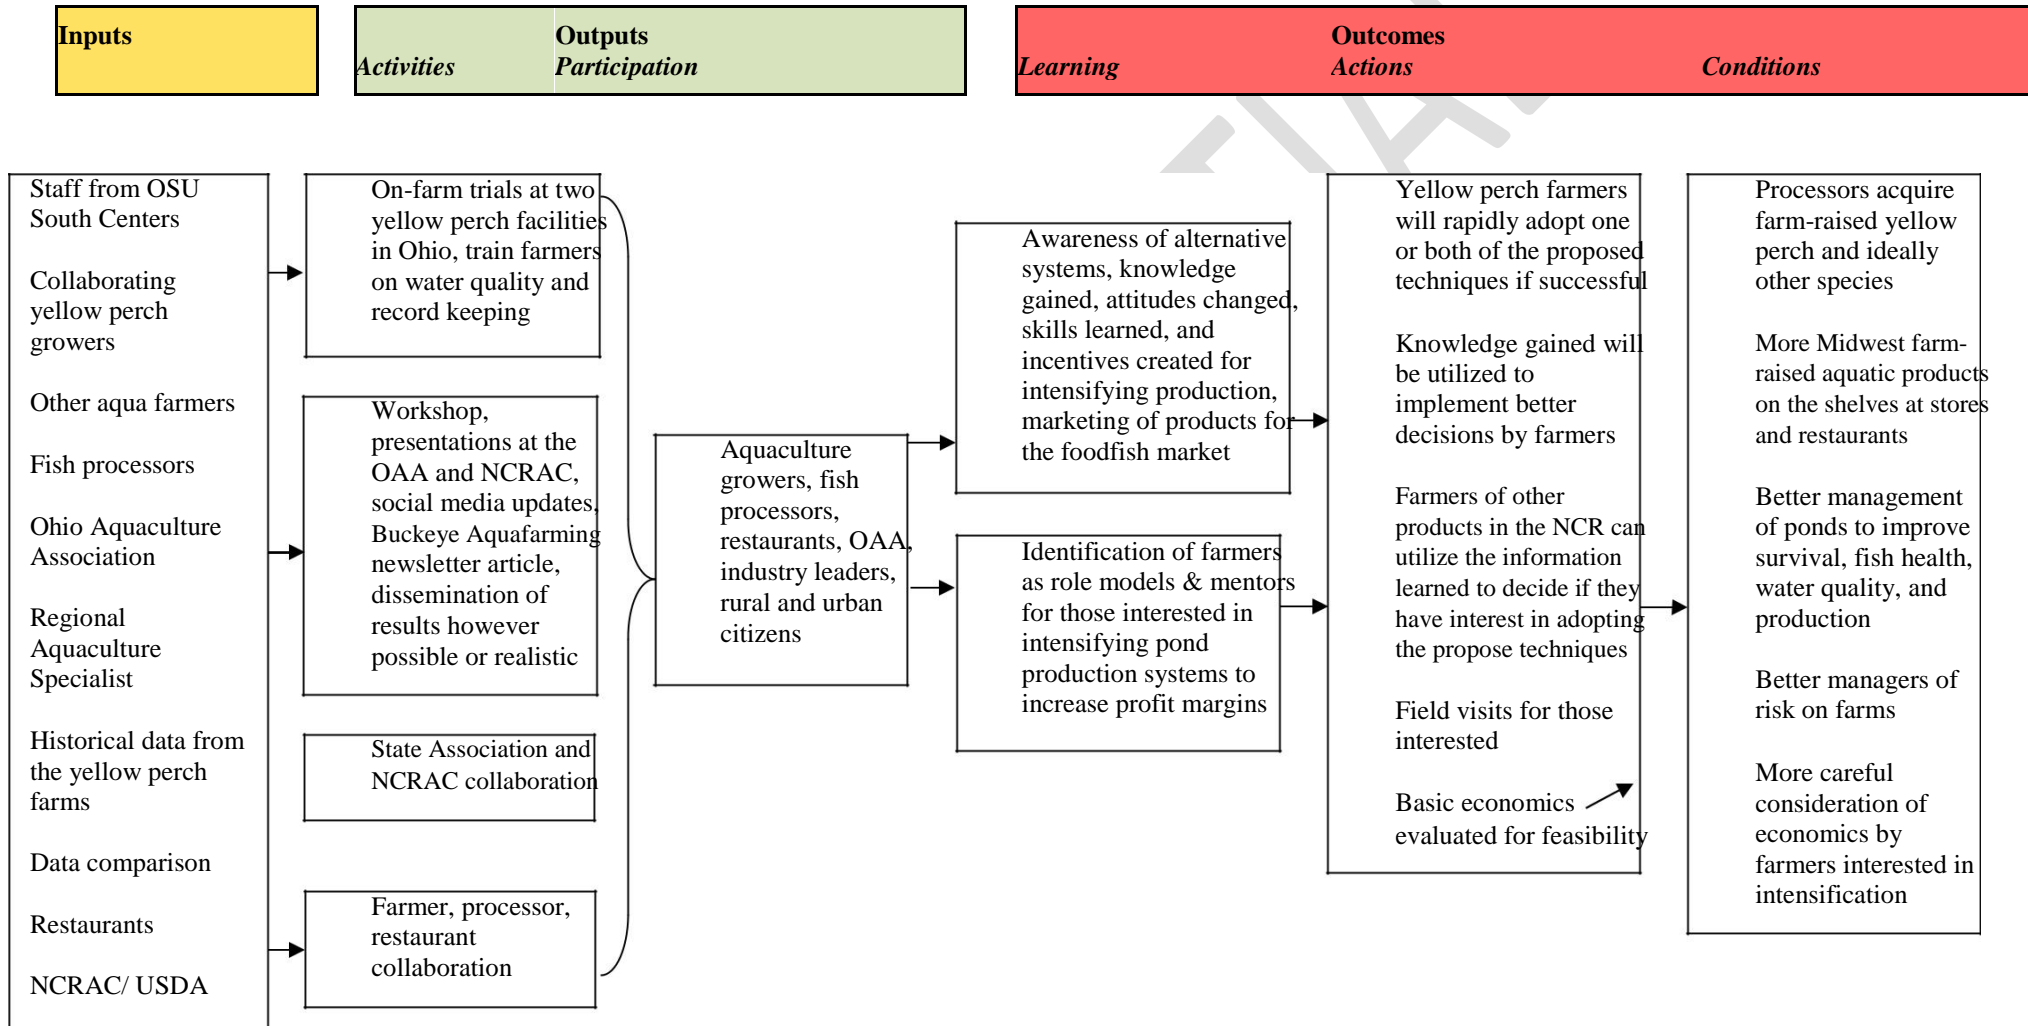 Inputs
Outputs
Activities
Participation
Outcomes
Learning
Actions
Conditions
Staff from OSU
South Centers
Collaborating
yellow perch
growers
Other aqua farmers
Fish processors
Ohio Aquaculture
Association
Regional
Aquaculture
Specialist
Historical data from
the yellow perch
farms
Data comparison
Restaurants
NCRAC/ USDA
On-farm trials at two
yellow perch facilities
in Ohio, train farmers
on water quality and
record keeping
Workshop,
presentations at the
OAA and NCRAC,
social media updates,
Buckeye Aquafarming
newsletter article,
dissemination of
results however
possible or realistic
State Association and
NCRAC collaboration
Farmer, processor,
restaurant
collaboration
Aquaculture
growers, fish
processors,
restaurants, OAA,
industry leaders,
rural and urban
citizens
Awareness of alternative
systems, knowledge
gained, attitudes changed,
skills learned, and
incentives created for
intensifying production,
marketing of products for
the foodfish market
Identification of farmers
as role models & mentors
for those interested in
intensifying pond
production systems to
increase profit margins
Yellow perch farmers
will rapidly adopt one
or both of the proposed
techniques if successful
Knowledge gained will
be utilized to
implement better
decisions by farmers
Farmers of other
products in the NCR can
utilize the information
learned to decide if they
have interest in adopting
the propose techniques
Field visits for those
interested
Basic economics
evaluated for feasibility
Processors acquire
farm-raised yellow
perch and ideally
other species
More Midwest farm-
raised aquatic products
on the shelves at stores
and restaurants
Better management
of ponds to improve
survival, fish health,
water quality, and
production
Better managers of
risk on farms
More careful
consideration of
economics by
farmers interested in
intensification